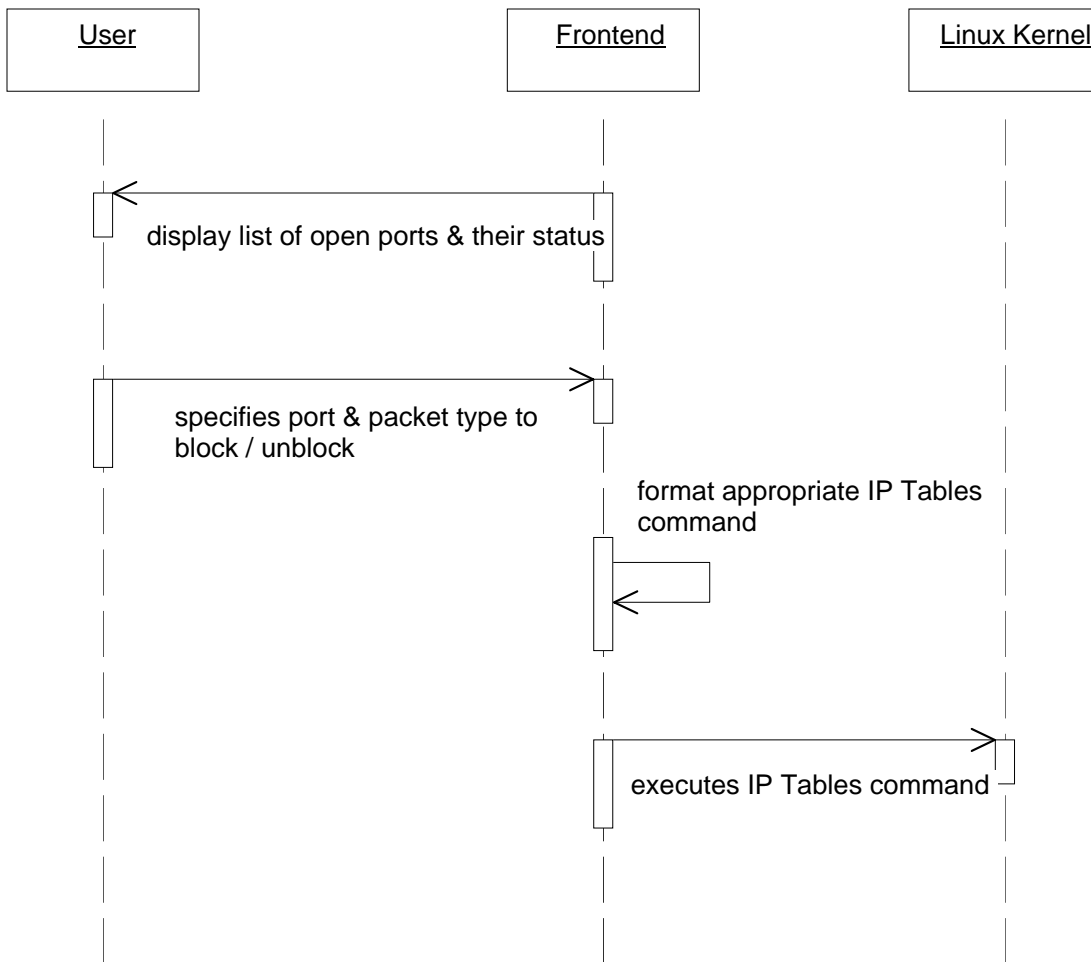 User
Frontend
Linux Kernel
display list of open ports & their status
specifies port & packet type to
block / unblock
format appropriate IP Tables
command
executes IP Tables command